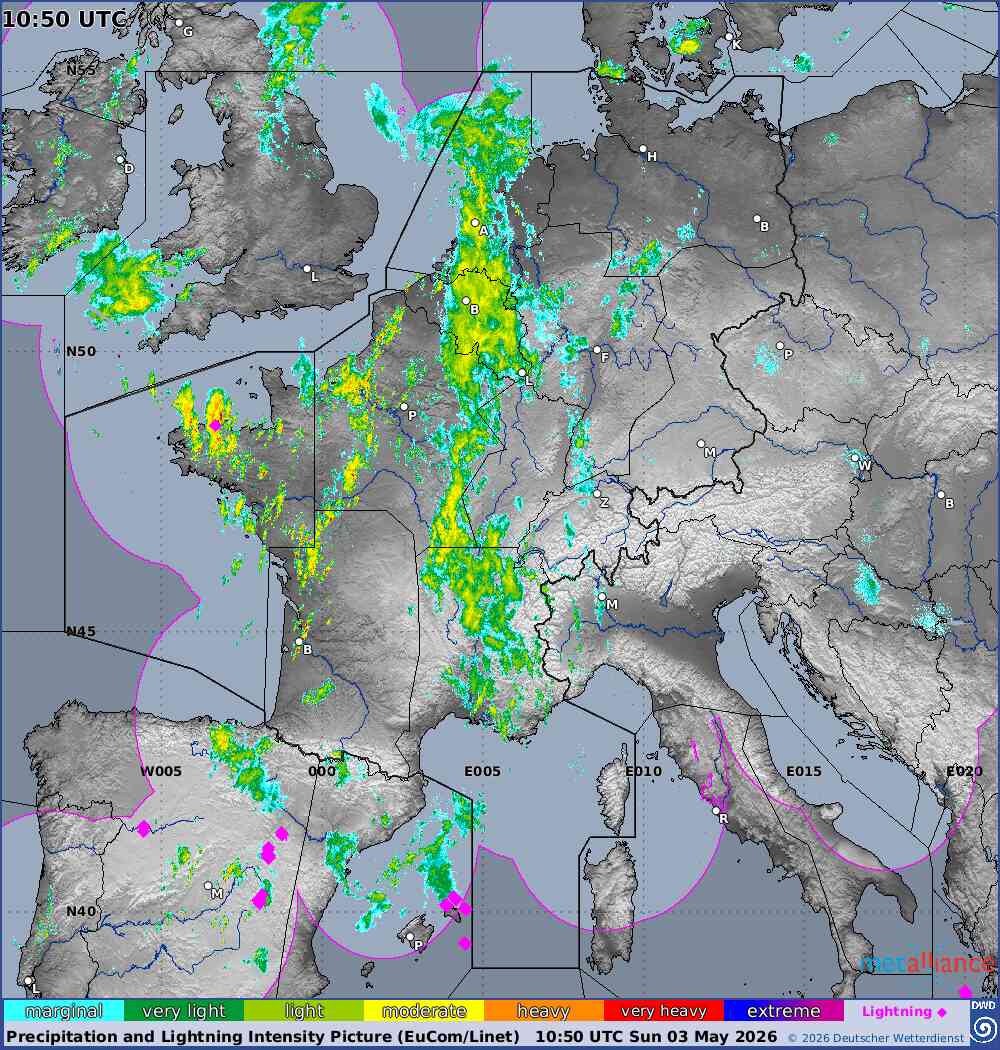 10:50 UTC
G
K
N55
D
H
A
B
L
B
N50
F
P
L
P
M
W
Z
B
M
N45
B
W005
000
E005
E010
E015
E020
R
M
N40
P
L
metalliance
marginal very light light moderate heavy very heavy extreme Lightning
DWD
Precipitation and Lightning Intensity Picture (EuCom/Linet) 10:50 UTC Sun 03 May 2026 © 2026 Deutscher Wetterdienst